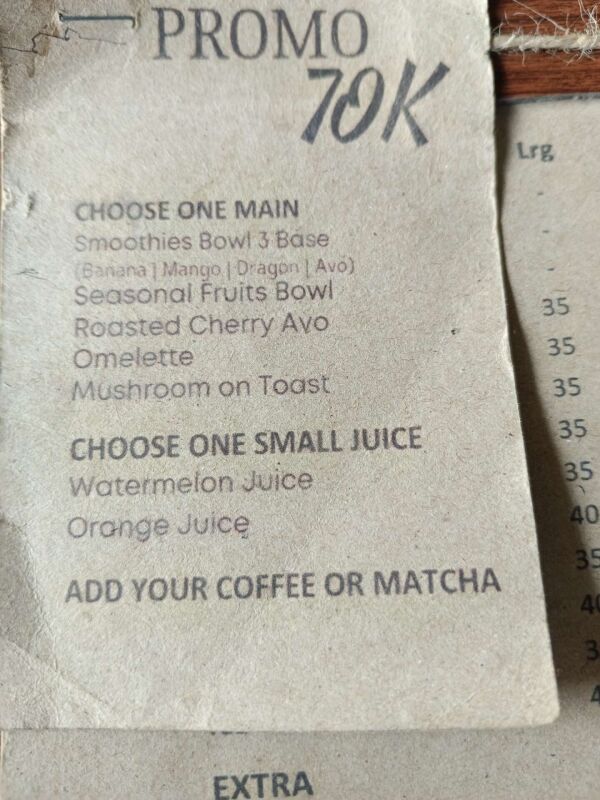 PROMO
70K
CHOOSE ONE MAIN
Smoothies Bowl 3 Base
(Banana | Mango | Dragon | Avo)
Seasonal Fruits Bowl
Roasted Cherry Avo
Omelette
Mushroom on Toast
CHOOSE ONE SMALL JUICE
Watermelon Juice
Orange Juice
ADD YOUR COFFEE OR MATCHA
Lrg
-
-
-
35
35
35
35
35
40
35
EXTRA